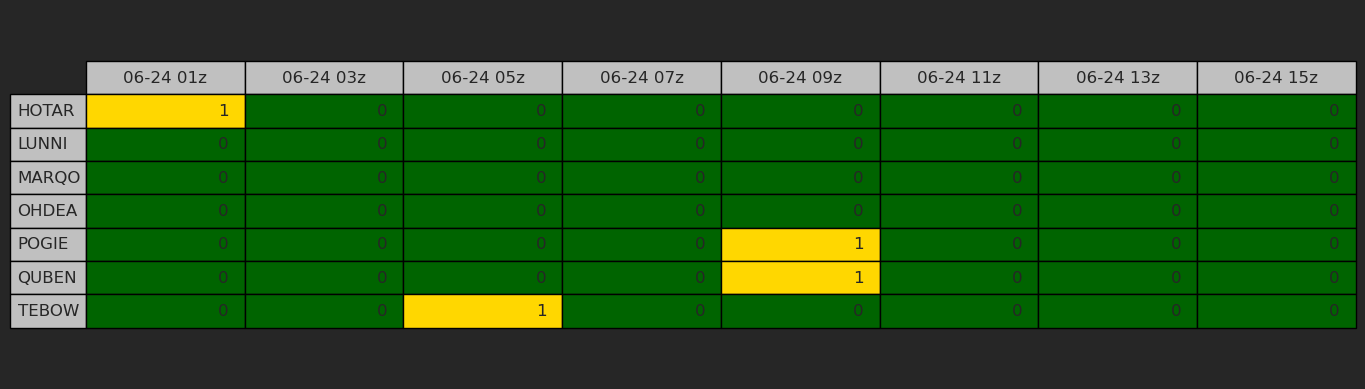 06-24 01z 06-24 03z 06-24 05z 06-24 07z 06-24 09z 06-24 11z 06-24 13z 06-24 15z
HOTAR 1 0 0 0 0 0 0 0
LUNNI 0 0 0 0 0 0 0 0
MARQO 0 0 0 0 0 0 0 0
OHDEA 0 0 0 0 0 0 0 0
POGIE 0 0 0 0 1 0 0 0
QUBEN 0 0 0 0 1 0 0 0
TEBOW 0 0 1 0 0 0 0 0